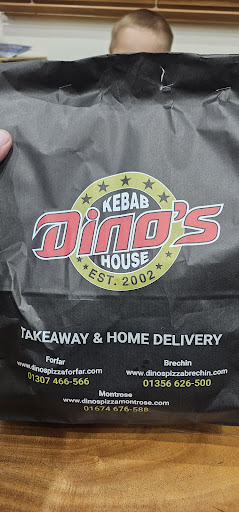 KEBAB
Dino's
HOUSE
EST. 2002
TAKEAWAY & HOME DELIVERY
Forfar
www.dinospizzaforfar.com
01307 466-566
Brechin
www.dinospizzabrechin.com
01356 626-500
Montrose
www.dinospizzamontrose.com
01674 676-588